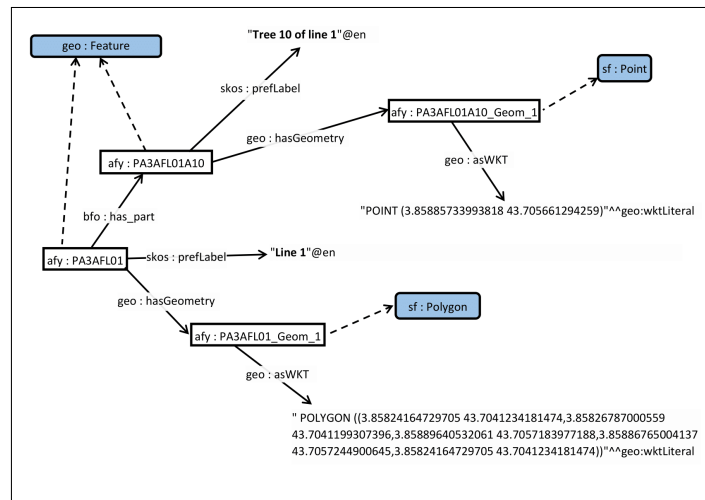 "Tree 10 of line 1"@en
geo : Feature
sf : Point
skos : prefLabel
afy : PA3AFL01A10_Geom_1
geo : hasGeometry
afy : PA3AFL01A10
geo : asWKT
"POINT (3.85885733993818 43.705661294259)"^^geo:wktLiteral
bfo : has_part
afy : PA3AFL01
skos : prefLabel
"Line 1"@en
geo : hasGeometry
sf : Polygon
afy : PA3AFL01_Geom_1
geo : asWKT
" POLYGON ((3.85824164729705 43.7041234181474,3.85826787000559
43.7041199307396,3.85889640532061 43.7057183977188,3.85886765004137
43.7057244900645,3.85824164729705 43.7041234181474))"^^geo:wktLiteral